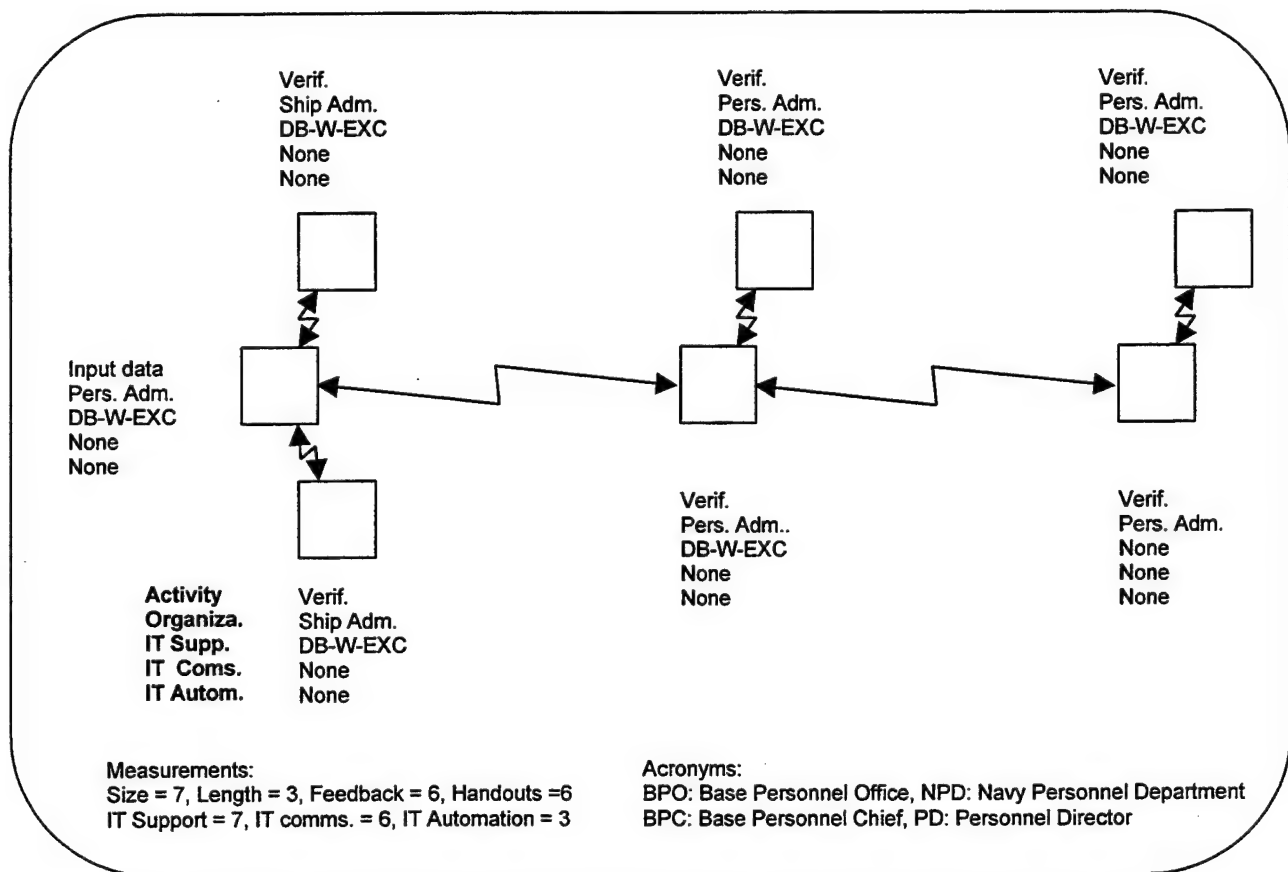 Verif.
Ship Adm.
DB-W-EXC
None
None
Verif.
Pers. Adm.
DB-W-EXC
None
None
Verif.
Pers. Adm.
DB-W-EXC
None
None
Input data
Pers. Adm.
DB-W-EXC
None
None
Verif.
Pers. Adm..
DB-W-EXC
None
None
Verif.
Pers. Adm.
None
None
None
Activity Verif.
Organiza. Ship Adm.
IT Supp. DB-W-EXC
IT Coms. None
IT Autom. None
Measurements:
Size = 7, Length = 3, Feedback = 6, Handouts =6
IT Support = 7, IT comms. = 6, IT Automation = 3
Acronyms:
BPO: Base Personnel Office, NPD: Navy Personnel Department
BPC: Base Personnel Chief, PD: Personnel Director